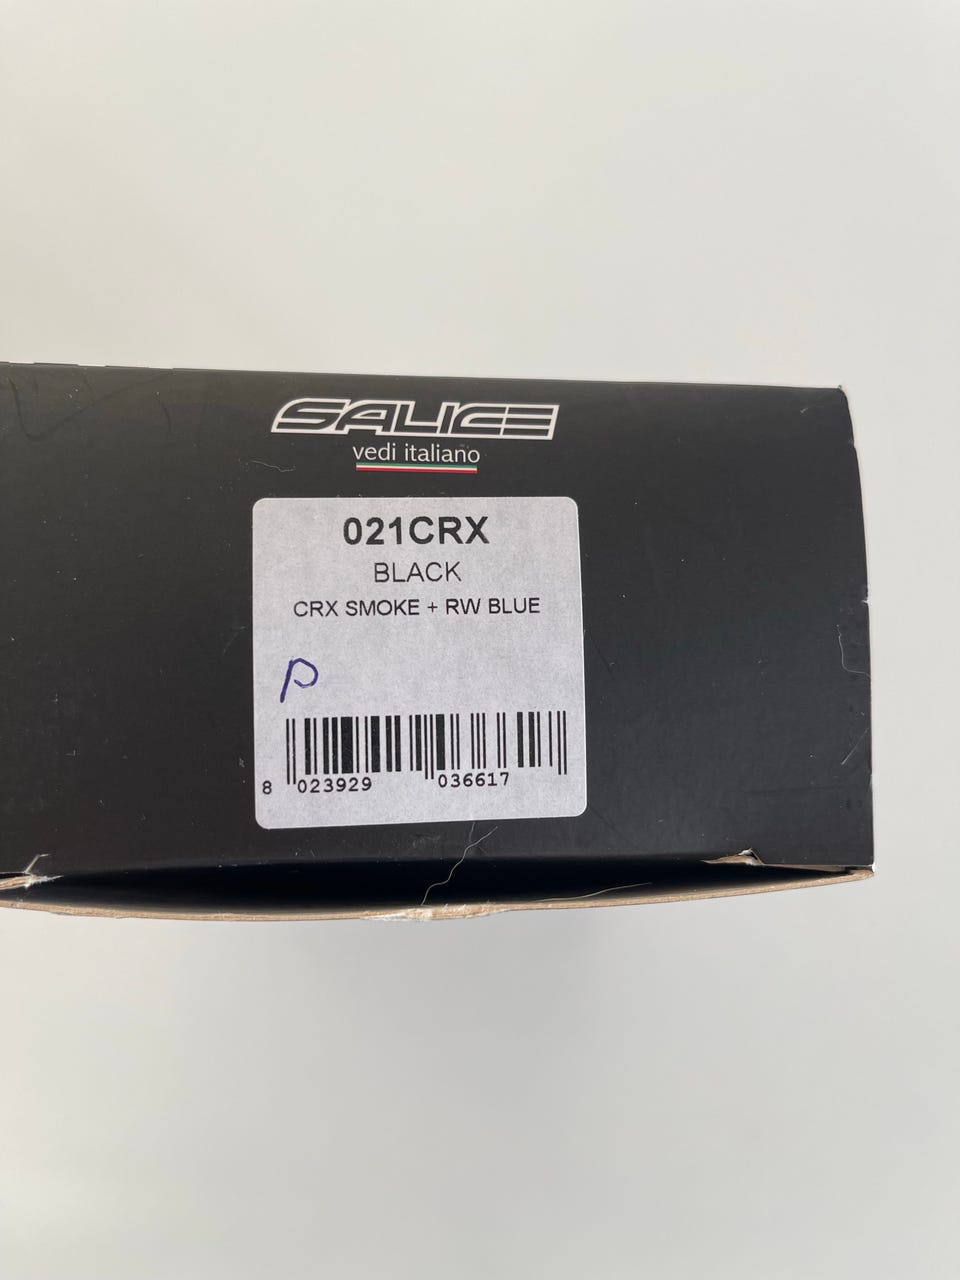 SALICE
vedi italiano
021CRX
BLACK
CRX SMOKE + RW BLUE
P
8 023929 036617